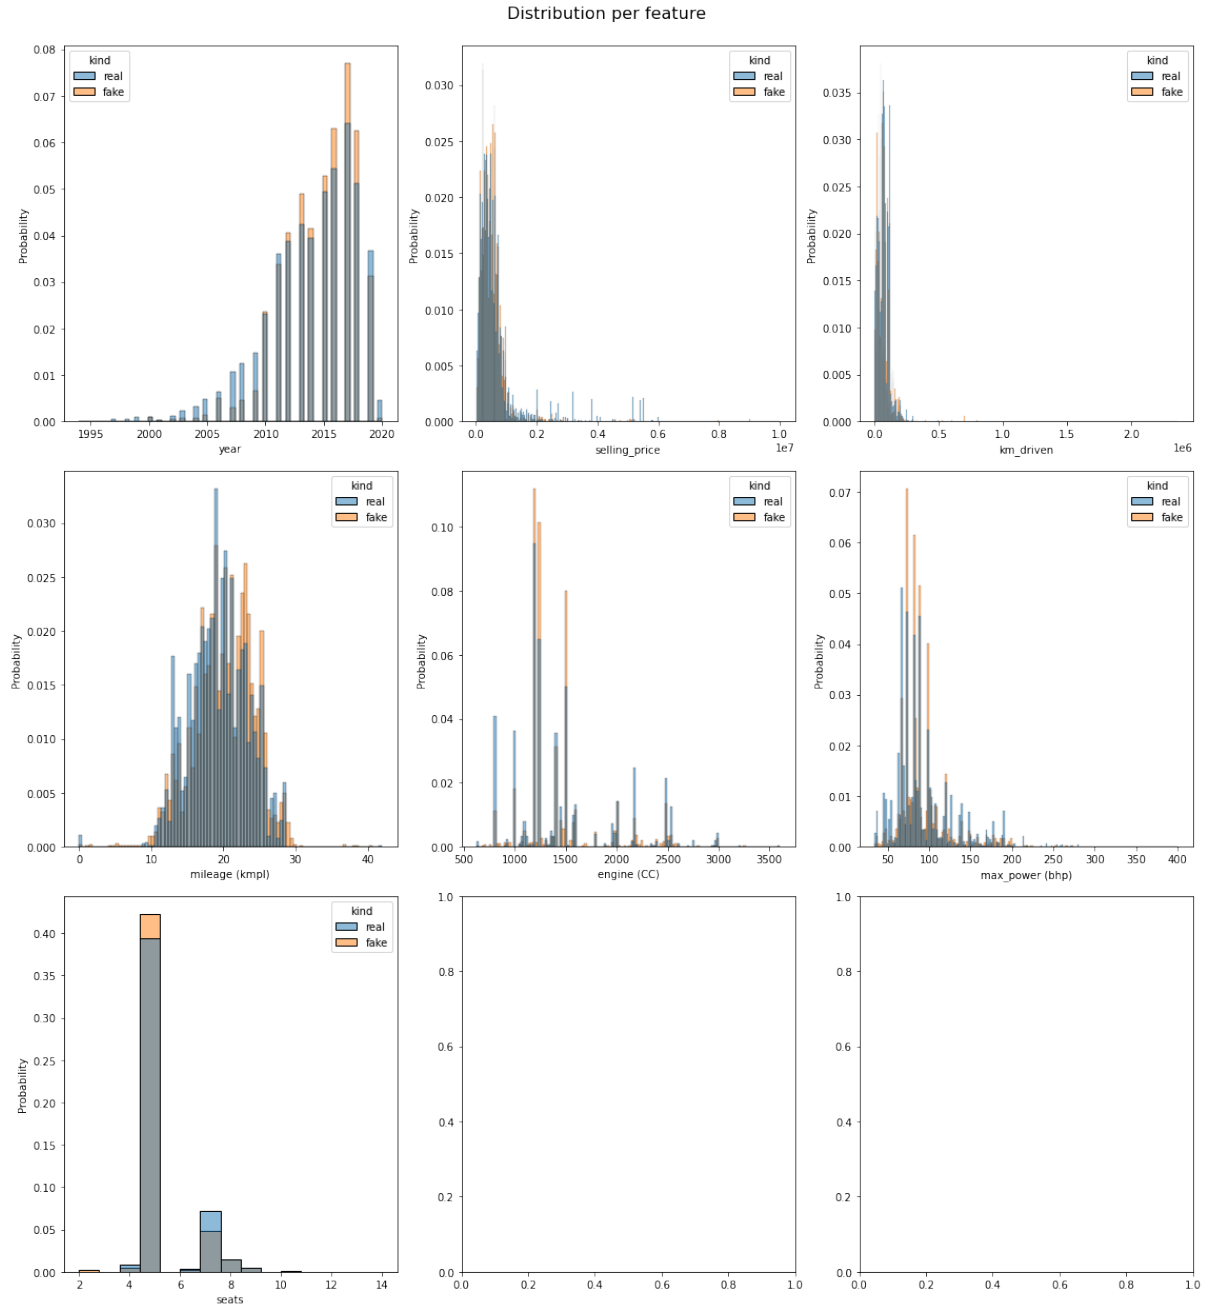 Distribution per feature
kind
real
fake
Probability
0.08
0.07
0.06
0.05
0.04
0.03
0.02
0.01
0.00
1995 2000 2005 2010 2015 2020
year
kind
real
fake
Probability
0.030
0.025
0.020
0.015
0.010
0.005
0.000
0.0 0.2 0.4 0.6 0.8 1.0
1e7
selling_price
kind
real
fake
Probability
0.035
0.030
0.025
0.020
0.015
0.010
0.005
0.000
0.0 0.5 1.0 1.5 2.0
1e6
km_driven
kind
real
fake
Probability
0.030
0.025
0.020
0.015
0.010
0.005
0.000
0 10 20 30 40
mileage (kmpl)
kind
real
fake
Probability
0.10
0.08
0.06
0.04
0.02
0.00
500 1000 1500 2000 2500 3000 3500
engine (CC)
kind
real
fake
Probability
0.07
0.06
0.05
0.04
0.03
0.02
0.01
0.00
50 100 150 200 250 300 350 400
max_power (bhp)
kind
real
fake
Probability
0.40
0.35
0.30
0.25
0.20
0.15
0.10
0.05
0.00
2 4 6 8 10 12 14
seats
1.0
0.8
0.6
0.4
0.2
0.0
0.0 0.2 0.4 0.6 0.8 1.0
1.0
0.8
0.6
0.4
0.2
0.0
0.0 0.2 0.4 0.6 0.8 1.0